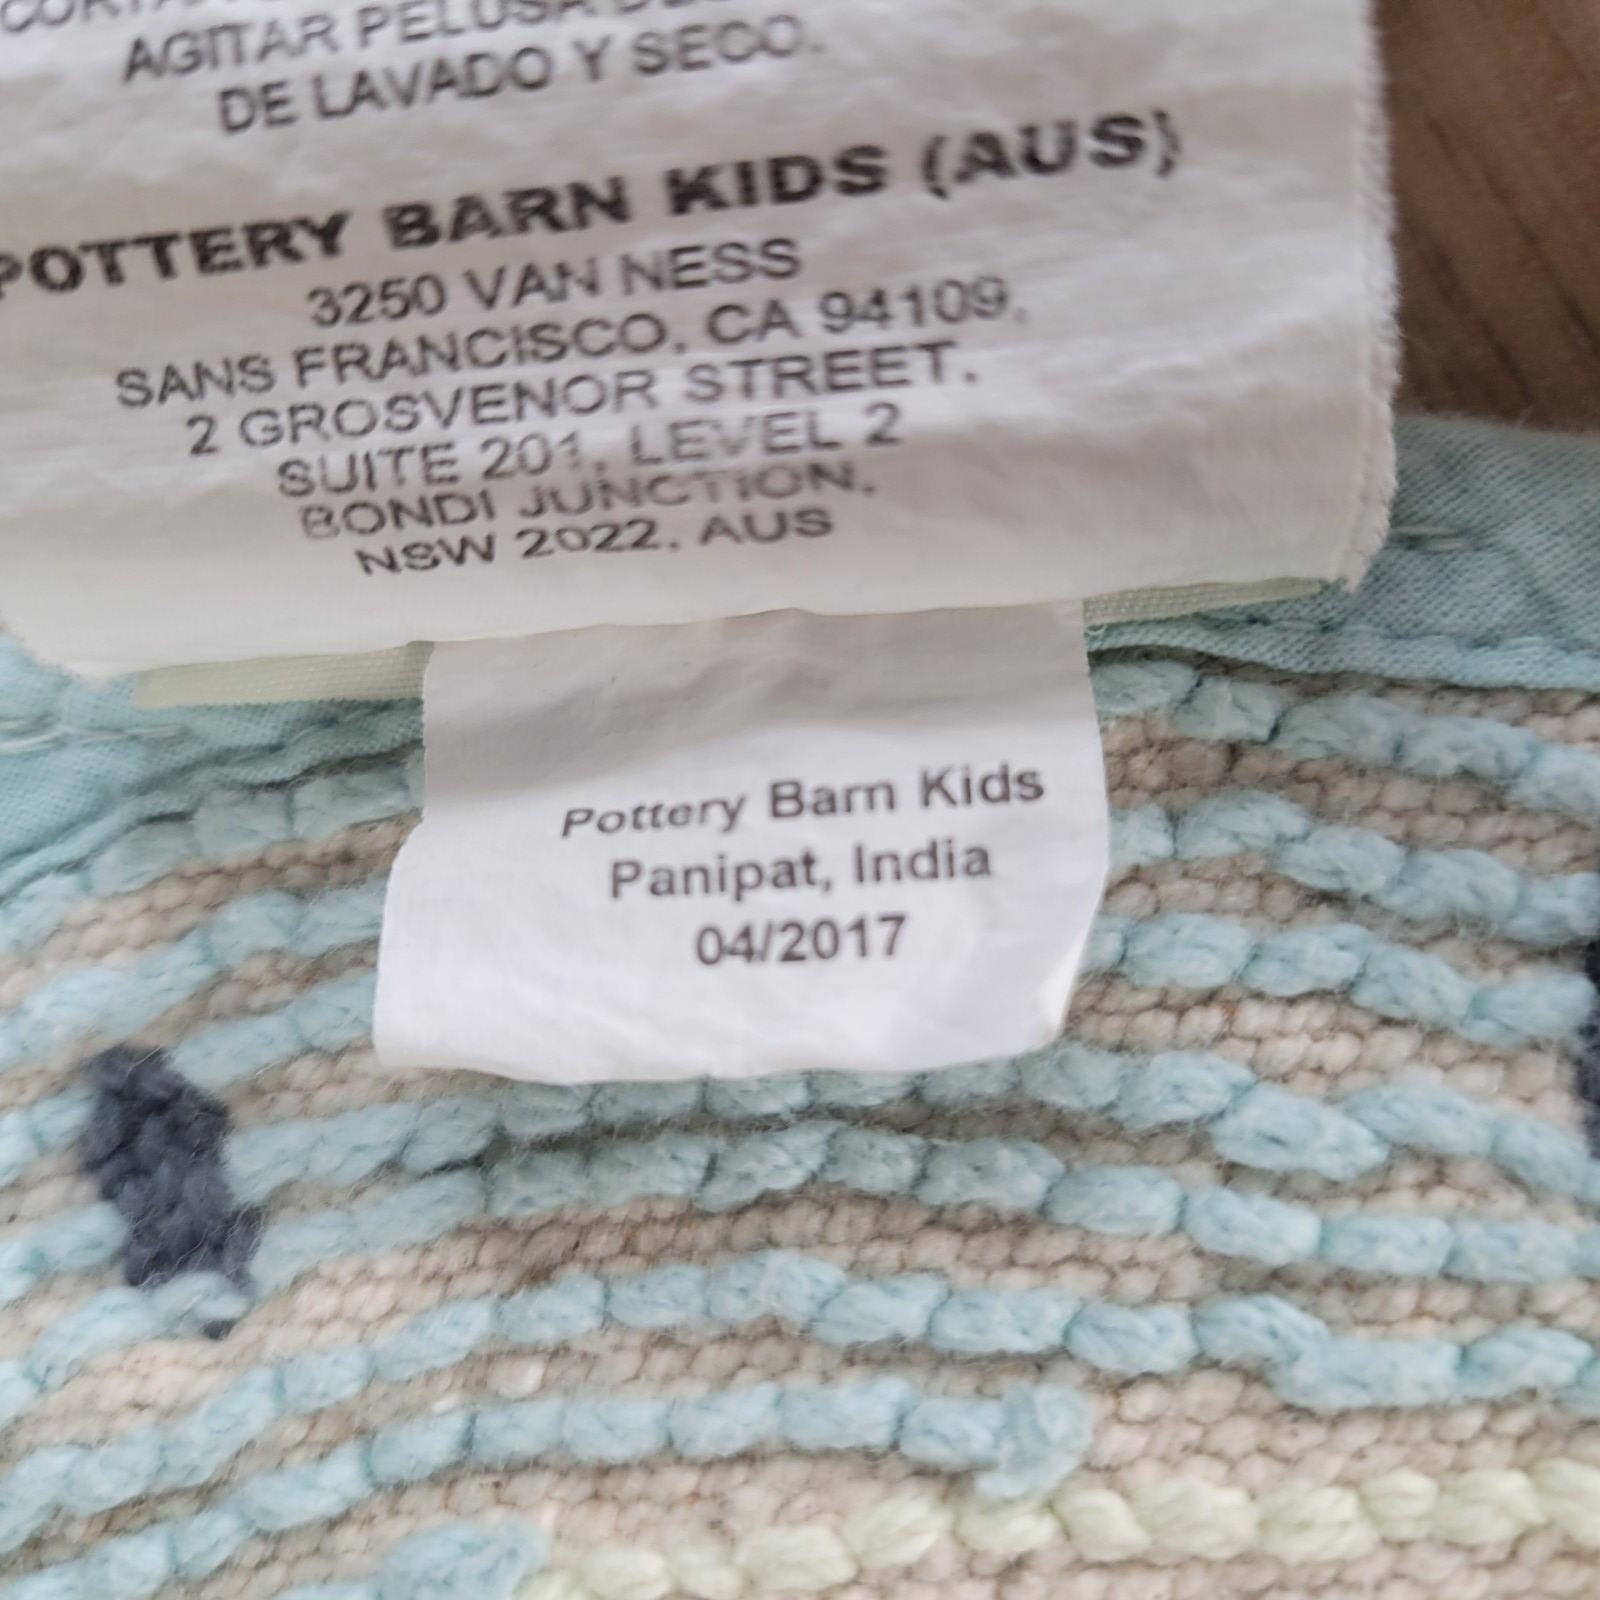 AGITAR PELUSA
DE LAVADO Y SECO.
POTTERY BARN KIDS (AUS)
3250 VAN NESS
SANS FRANCISCO, CA 94109,
2 GROSVENOR STREET,
SUITE 201, LEVEL 2
BONDI JUNCTION,
NSW 2022, AUS
Pottery Barn Kids
Panipat, India
04/2017